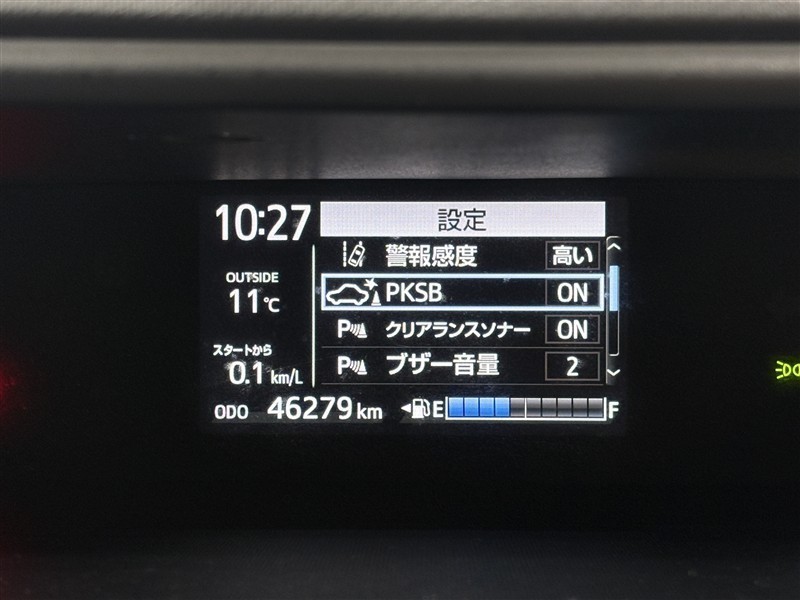 10:27 設定
警報感度 高い
OUTSIDE
11℃
PKSB ON
P クリアランスソナー ON
スタートから
0.1 km/L
P ブザー音量 2
ODO 46279 km E F